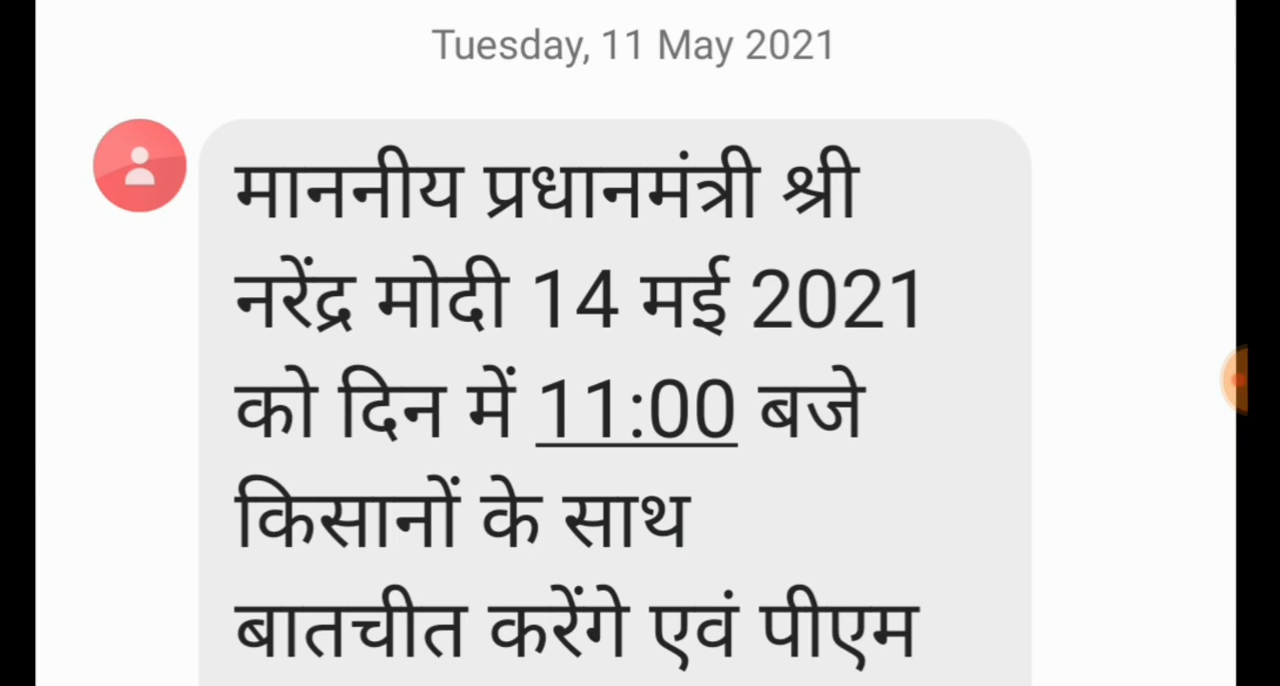 Tuesday, 11 May 2021
माननीय प्रधानमंत्री श्री
नरेंद्र मोदी 14 मई 2021
को दिन में 11:00 बजे
किसानों के साथ
बातचीत करेंगे एवं पीएम